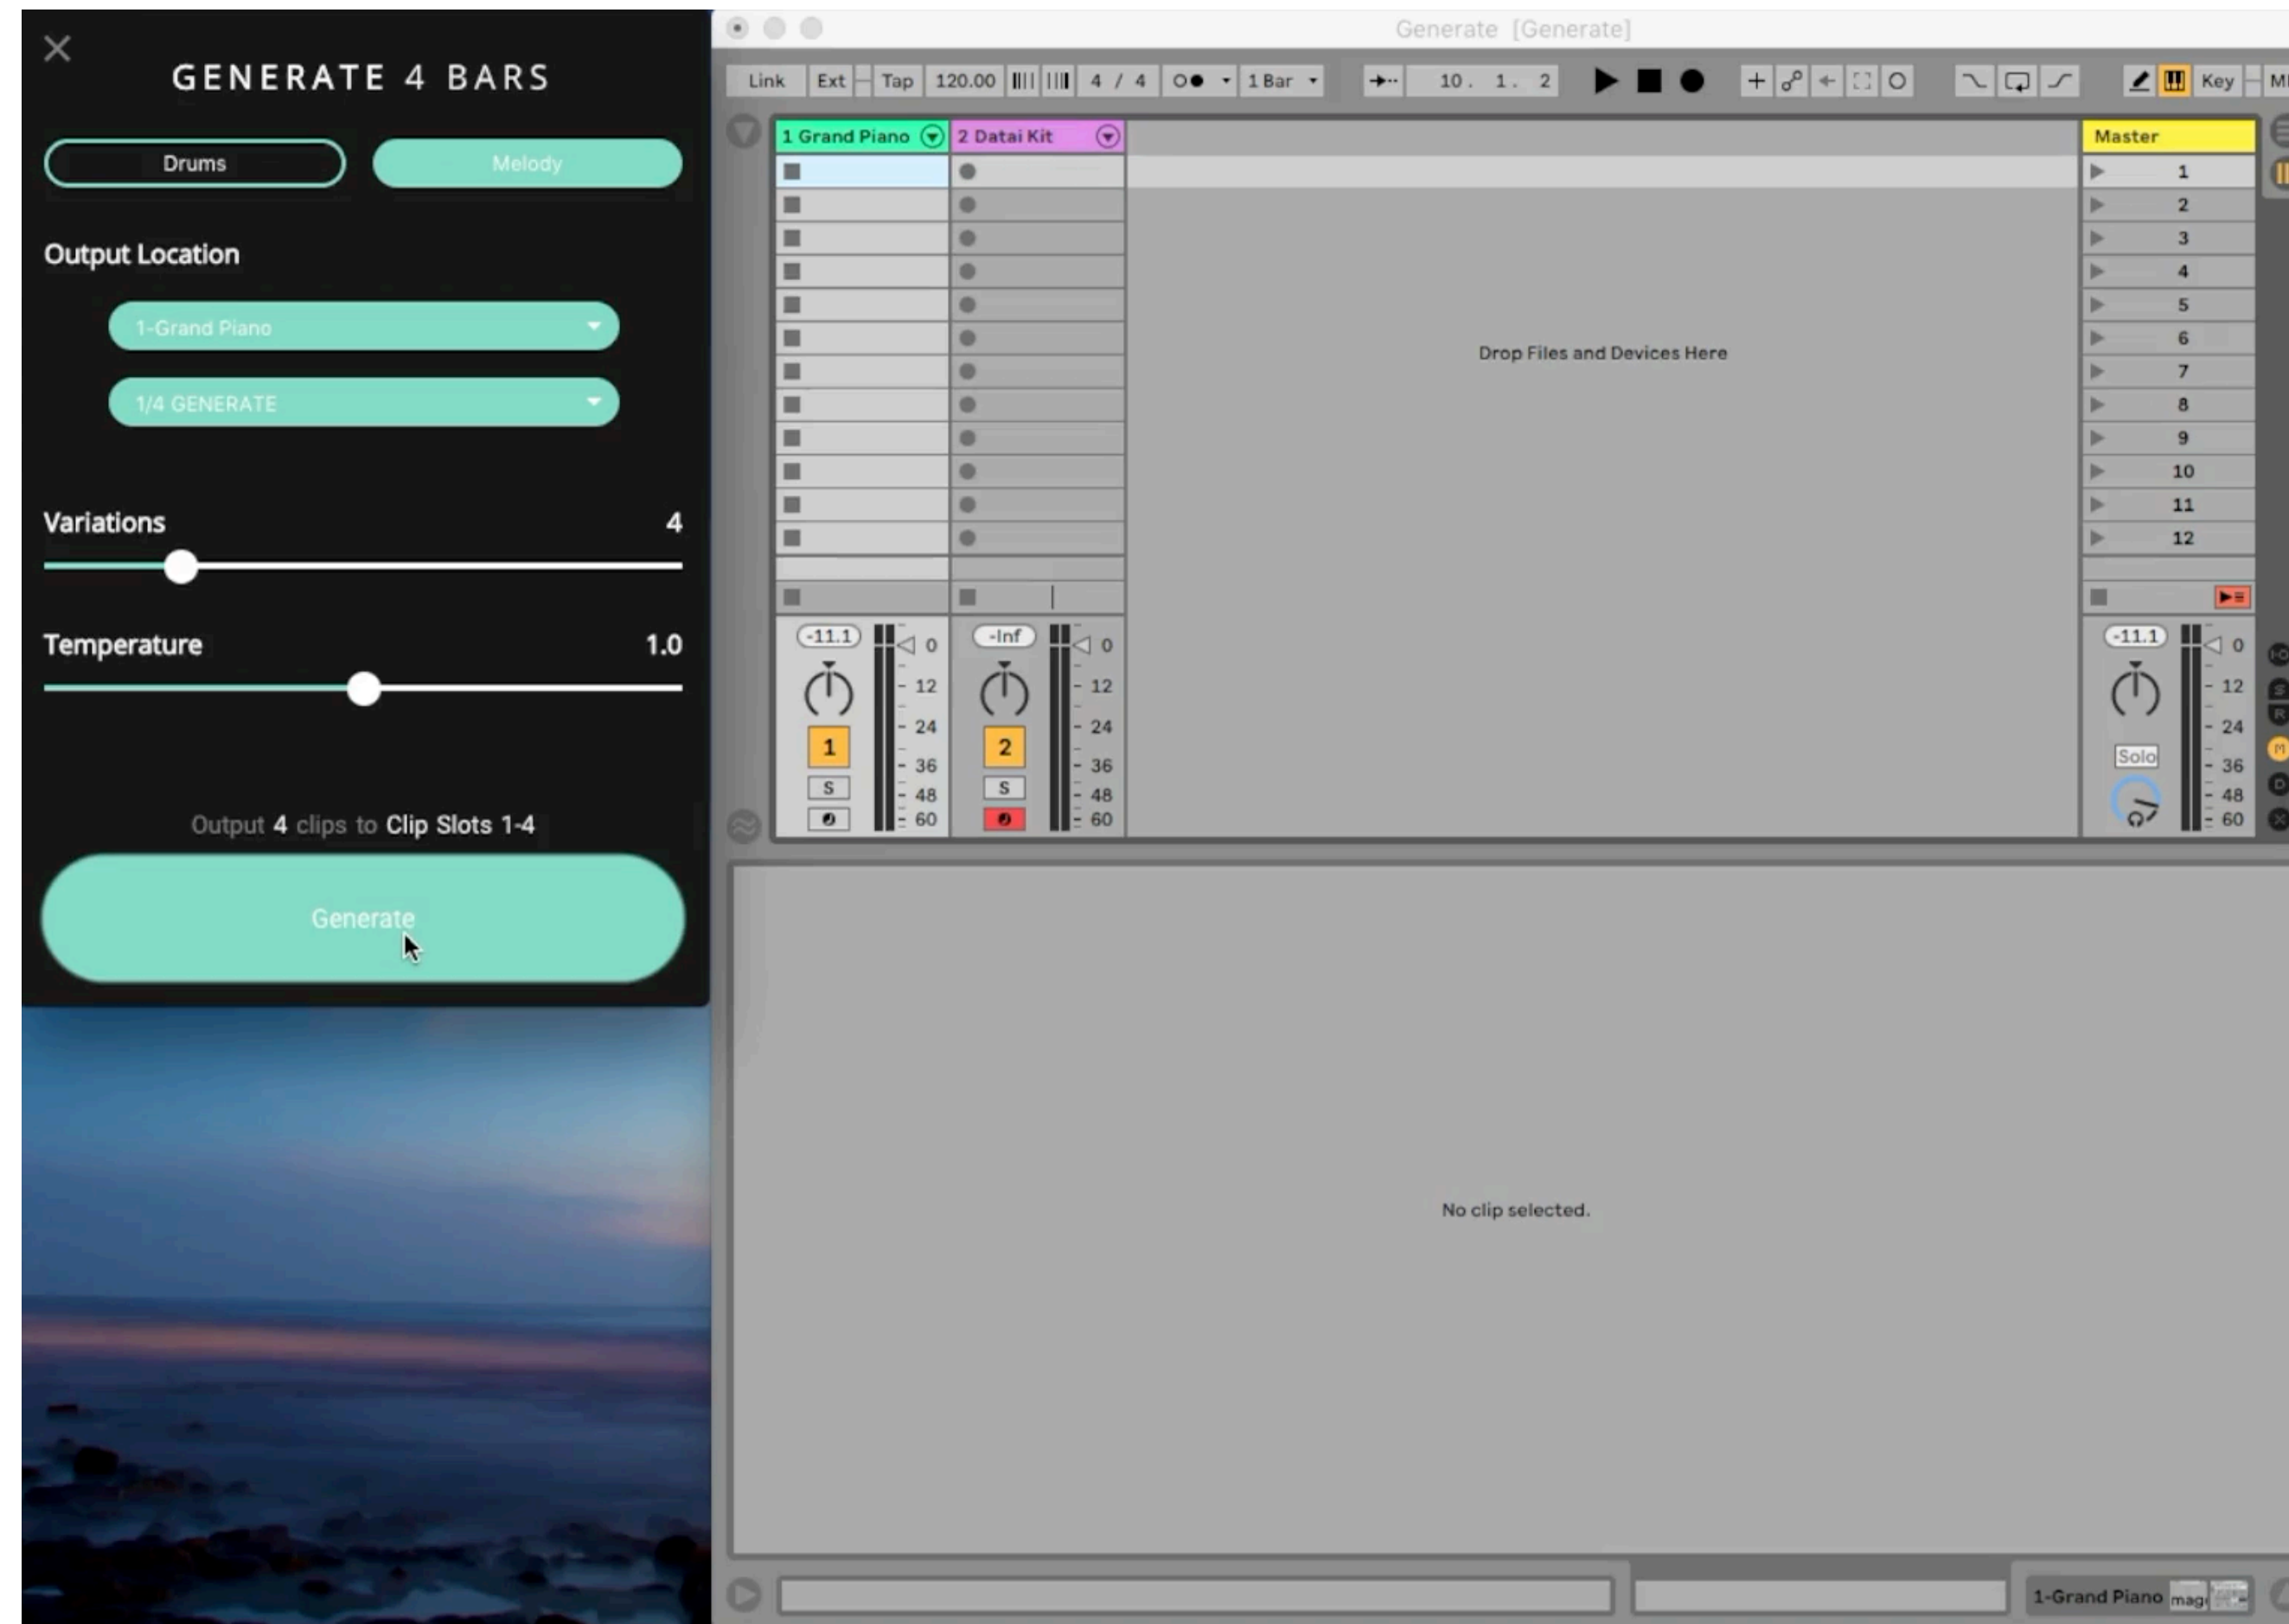 GENERATE 4 BARS
Drums Melody
Output Location
1-Grand Piano
1/4 GENERATE
Variations 4
Temperature 1.0
Output 4 clips to Clip Slots 1-4
Generate
Generate [Generate]
Link Ext Tap 120.00 4 / 4 1 Bar 10. 1. 2 Key
1 Grand Piano 2 Datai Kit Master
1
2
3
4
5
6
7
8
9
10
11
12
Drop Files and Devices Here
-11.1 0 -Inf 0 -11.1 0
12 12 12
24 24 24
1 2 Solo
36 36 36
S S
48 48 48
60 60 60
S
R
M
D
No clip selected.
1-Grand Piano